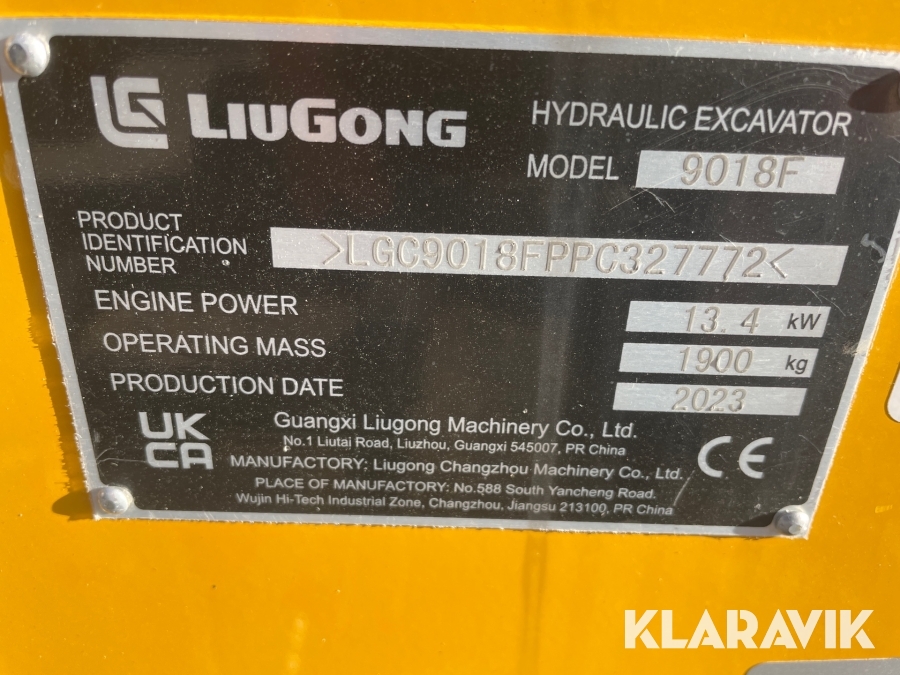 LG LIUGONG
HYDRAULIC EXCAVATOR
MODEL 9018F
PRODUCT
IDENTIFICATION
NUMBER
>LGC9018FPPC327772<
ENGINE POWER 13.4 kW
OPERATING MASS 1900 kg
PRODUCTION DATE 2023
UK
CA
Guangxi Liugong Machinery Co., Ltd.
No.1 Liutai Road, Liuzhou, Guangxi 545007, PR China
MANUFACTORY: Liugong Changzhou Machinery Co., Ltd.
PLACE OF MANUFACTORY: No.588 South Yancheng Road.
Wujin Hi-Tech Industrial Zone, Changzhou, Jiangsu 213100, PR China
CE
KLARAVIK